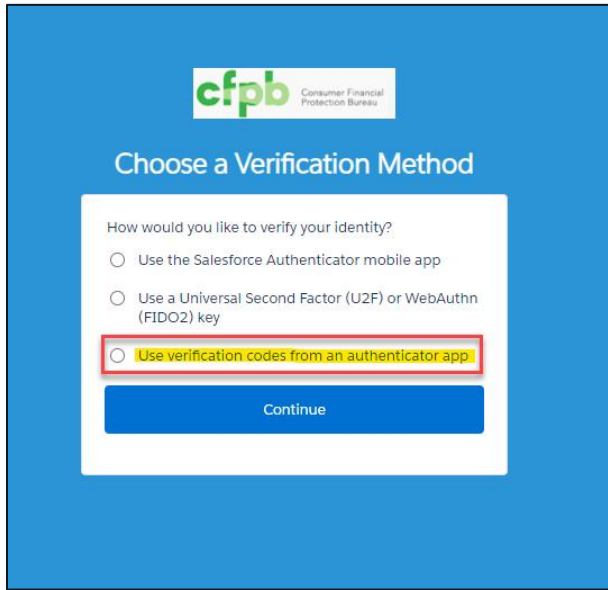 cfpb
Consumer Financial
Protection Bureau
Choose a Verification Method
How would you like to verify your identity?
Use the Salesforce Authenticator mobile app
Use a Universal Second Factor (U2F) or WebAuthn
(FIDO2) key
Use verification codes from an authenticator app
Continue